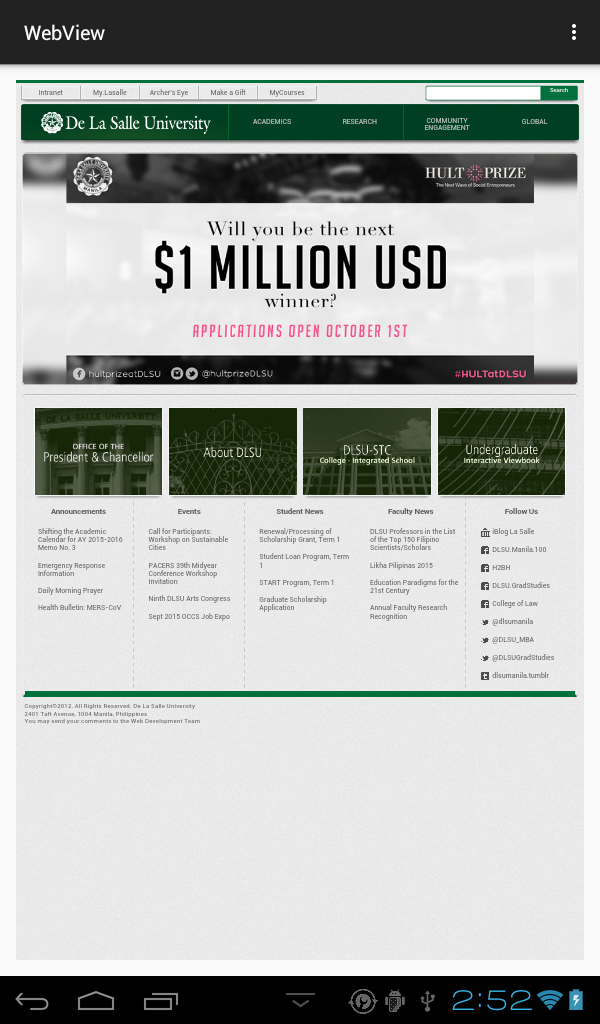 WebView
Intranet
My.Lasalle
Archer's Eye
Make a Gift
MyCourses
Search
De La Salle University
ACADEMICS
RESEARCH
COMMUNITY
ENGAGEMENT
GLOBAL
HULT PRIZE
The Next Wave of Social Entrepreneurs
Will you be the next
$1 MILLION USD
winner?
APPLICATIONS OPEN OCTOBER 1ST
hultprizeatDLSU
@hultprizeDLSU
#HULTatDLSU
OFFICE OF THE
President & Chancellor
About DLSU
DLSU-STC
College - Integrated School
Undergraduate
Interactive Viewbook
Announcements
Shifting the Academic
Calendar for AY 2015-2016
Memo No. 3
Emergency Response
Information
Daily Morning Prayer
Health Bulletin: MERS-CoV
Events
Call for Participants:
Workshop on Sustainable
Cities
PACERS 39th Midyear
Conference Workshop
Invitation
Ninth DLSU Arts Congress
Sept 2015 OCCS Job Expo
Student News
Renewal/Processing of
Scholarship Grant, Term 1
Student Loan Program, Term
1
START Program, Term 1
Graduate Scholarship
Application
Faculty News
DLSU Professors in the List
of the Top 150 Filipino
Scientists/Scholars
Likha Pilipinas 2015
Education Paradigms for the
21st Century
Annual Faculty Research
Recognition
Follow Us
iBlog La Salle
DLSU.Manila.100
H2BH
DLSU.GradStudies
College of Law
@dlsumanila
@DLSU_MBA
@DLSUGradStudies
dlsumanila.tumblr
Copyright©2012. All Rights Reserved. De La Salle University
2401 Taft Avenue, 1004 Manila, Philippines
You may send your comments to the Web Development Team
2:52